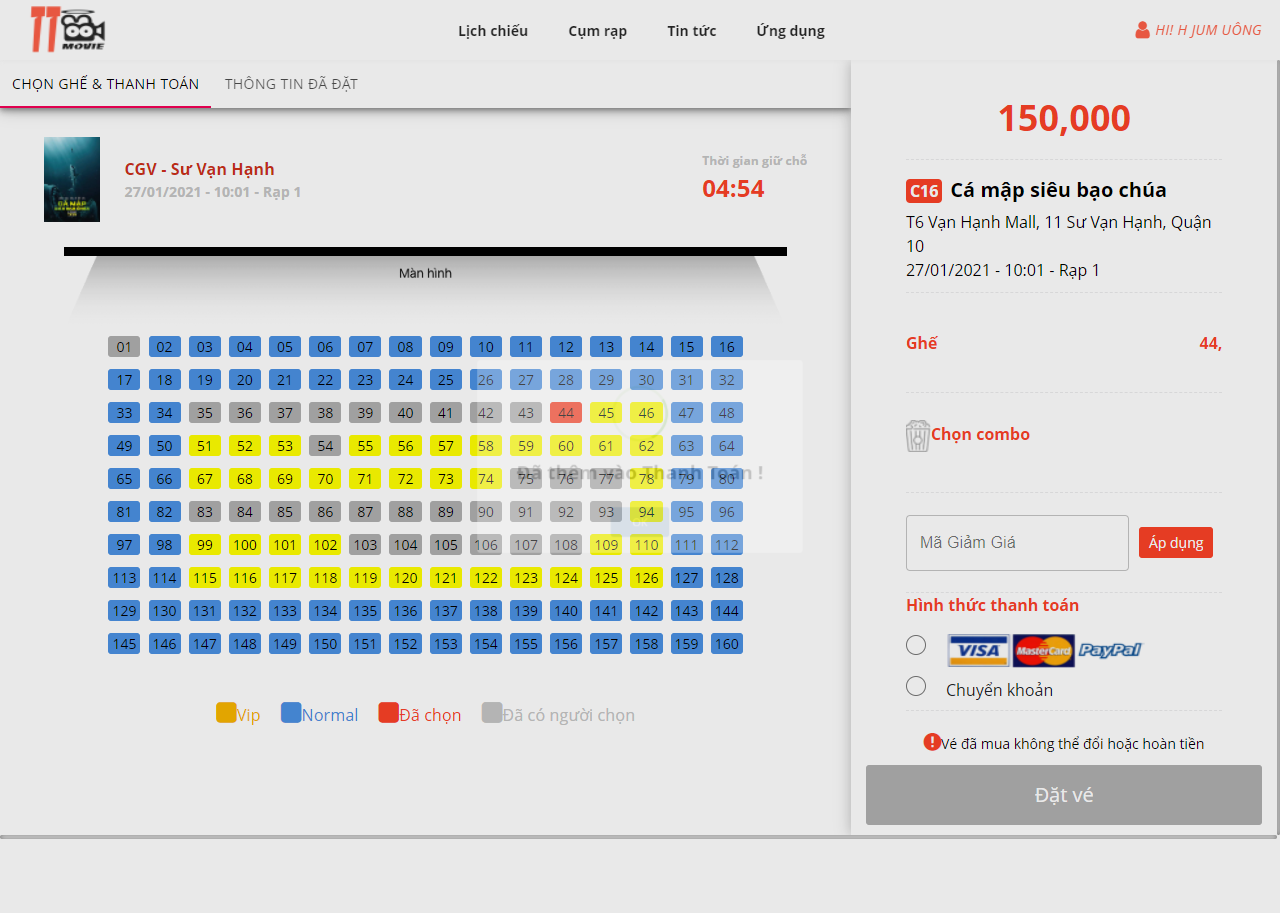 TT MOVIE
Lịch chiếu Cụm rạp Tin tức Ứng dụng
HI! H JUM UÔNG
CHỌN GHẾ & THANH TOÁN THÔNG TIN ĐÃ ĐẶT
CGV - Sư Vạn Hạnh
27/01/2021 - 10:01 - Rạp 1
Thời gian giữ chỗ
04:54
Màn hình
01 02 03 04 05 06 07 08 09 10 11 12 13 14 15 16
17 18 19 20 21 22 23 24 25 26 27 28 29 30 31 32
33 34 35 36 37 38 39 40 41 42 43 44 45 46 47 48
49 50 51 52 53 54 55 56 57 58 59 60 61 62 63 64
65 66 67 68 69 70 71 72 73 74 75 76 77 78 79 80
Đã thêm vào Thanh Toán !
81 82 83 84 85 86 87 88 89 90 91 92 93 94 95 96
97 98 99 100 101 102 103 104 105 106 107 108 109 110 111 112
113 114 115 116 117 118 119 120 121 122 123 124 125 126 127 128
129 130 131 132 133 134 135 136 137 138 139 140 141 142 143 144
145 146 147 148 149 150 151 152 153 154 155 156 157 158 159 160
Vip Normal Đã chọn Đã có người chọn
150,000
C16 Cá mập siêu bạo chúa
T6 Vạn Hạnh Mall, 11 Sư Vạn Hạnh, Quận
10
27/01/2021 - 10:01 - Rạp 1
Ghế 44,
Chọn combo
Mã Giảm Giá Áp dụng
Hình thức thanh toán
VISA MasterCard PayPal
Chuyển khoản
Vé đã mua không thể đổi hoặc hoàn tiền
Đặt vé